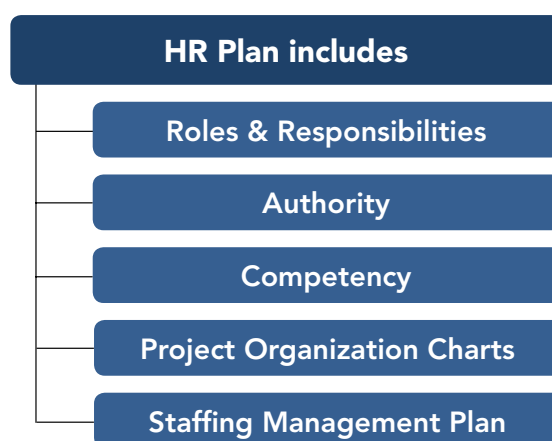 HR Plan includes
Roles & Responsibilities
Authority
Competency
Project Organization Charts
Staffing Management Plan